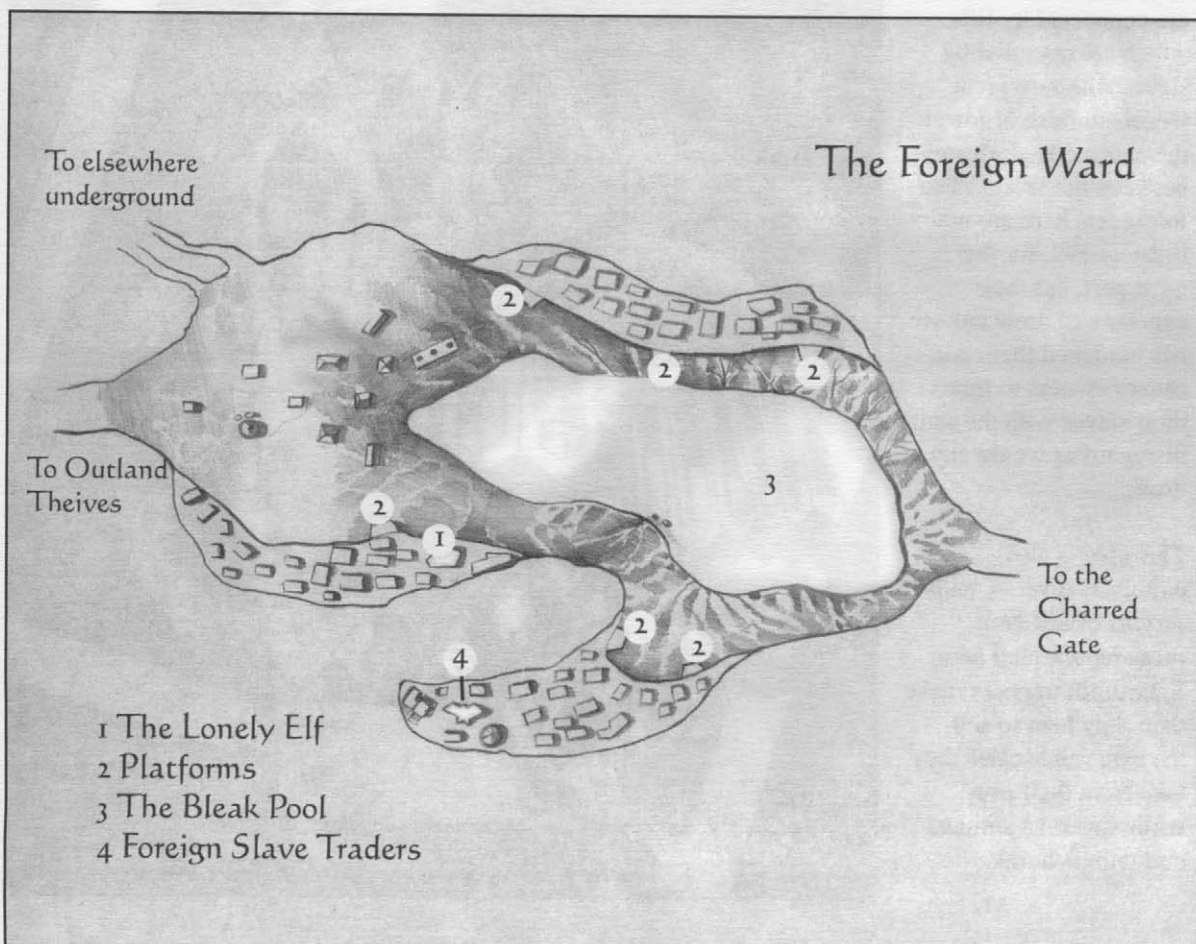 The Foreign Ward
To elsewhere
underground
2
2
2
To Outland
Theives
2
1
3
To the
Charred
Gate
2
2
4
1 The Lonely Elf
2 Platforms
3 The Bleak Pool
4 Foreign Slave Traders